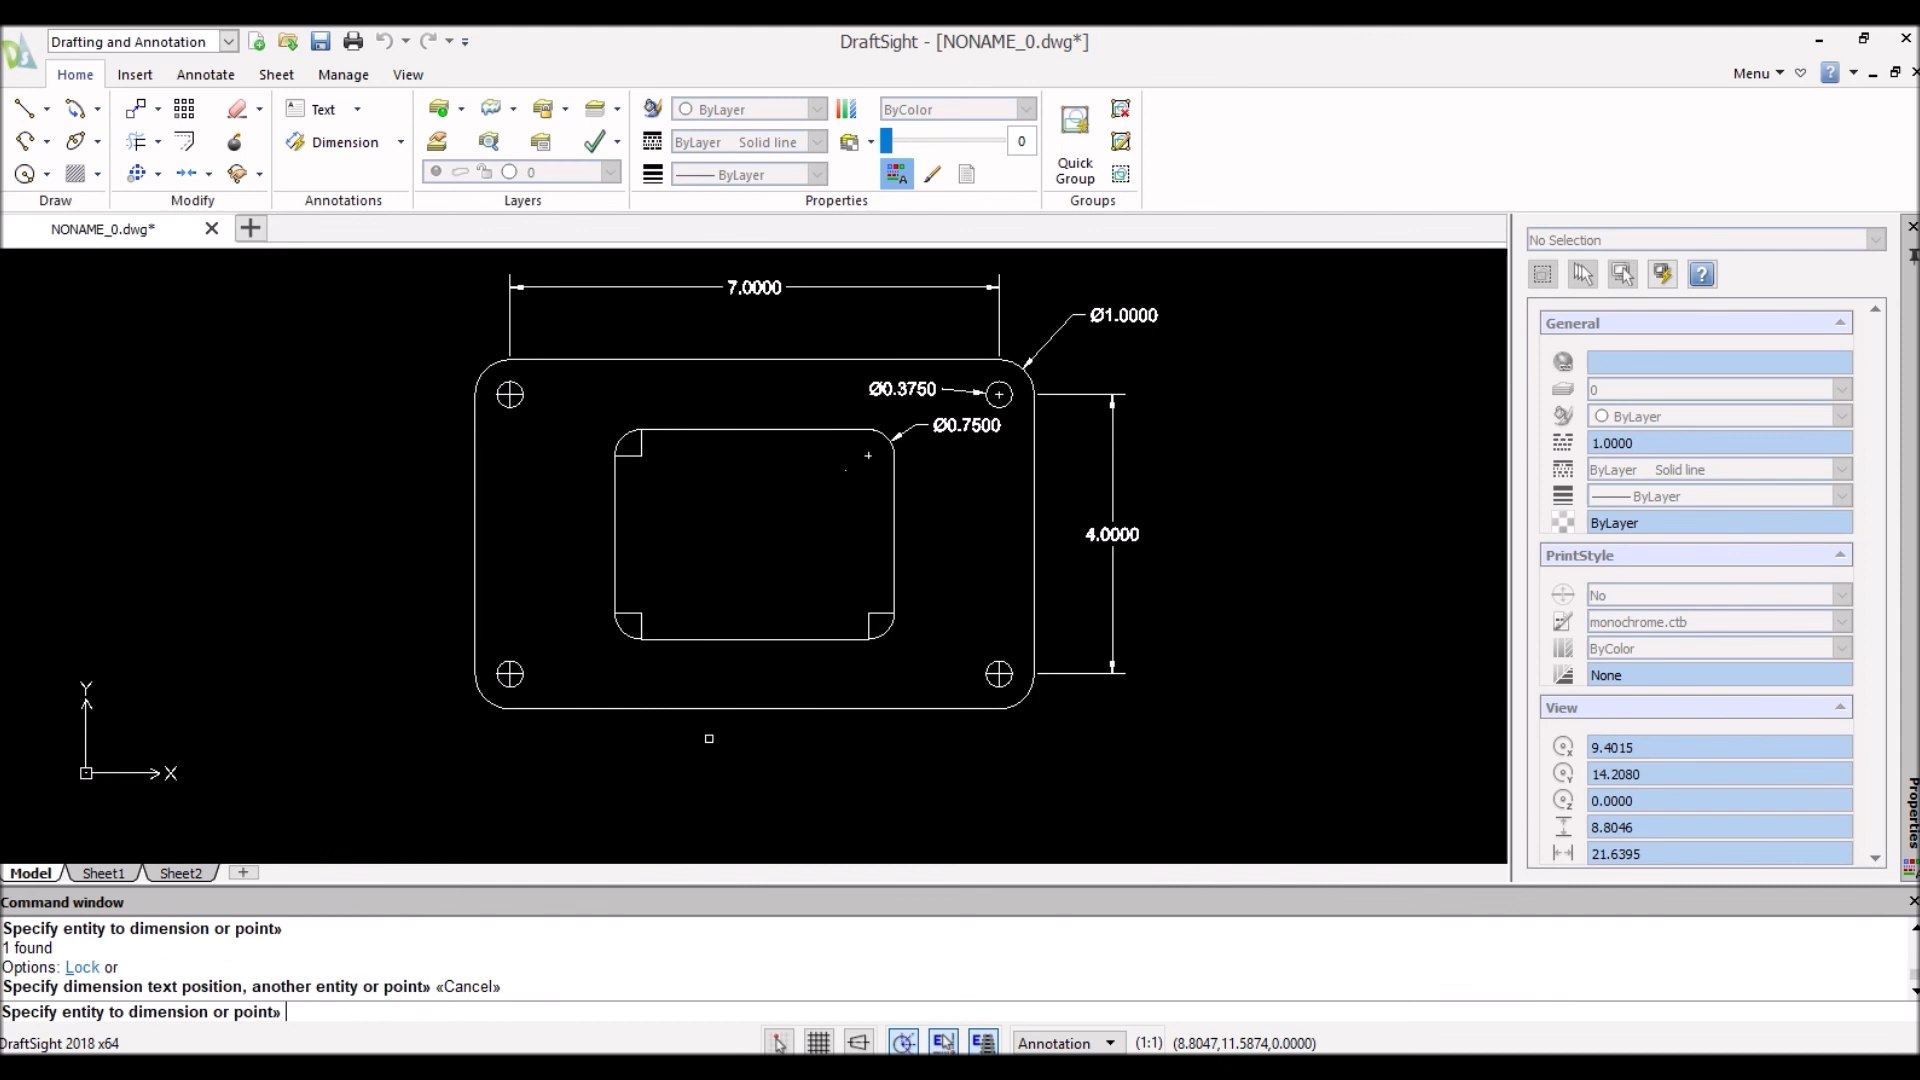 Drafting and Annotation
DraftSight - [NONAME_0.dwg*]
Home Insert Annotate Sheet Manage View
Menu
Text
ByLayer
ByColor
Dimension
ByLayer Solid line
0
0
ByLayer
Quick
Group
Draw Modify Annotations Layers Properties Groups
NONAME_0.dwg*
No Selection
7.0000
Ø1.0000
Ø0.3750
Ø0.7500
4.0000
Y
X
General
0
ByLayer
1.0000
ByLayer Solid line
ByLayer
ByLayer
PrintStyle
No
monochrome.ctb
ByColor
None
View
9.4015
14.2080
0.0000
8.8046
21.6395
Properties
Model Sheet1 Sheet2
Command window
Specify entity to dimension or point»
1 found
Options: Lock or
Specify dimension text position, another entity or point» «Cancel»
Specify entity to dimension or point»
DraftSight 2018 x64
Annotation (1:1) (8.8047,11.5874,0.0000)